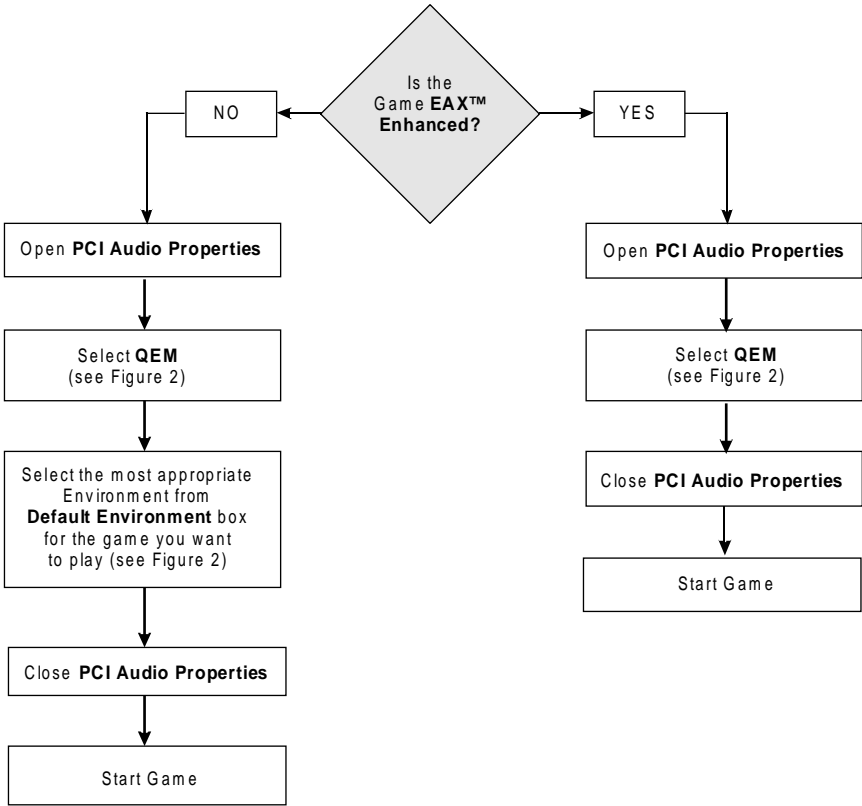 Is the
Game EAX™
Enhanced?
NO
YES
Open PCI Audio Properties
Select QEM
(see Figure 2)
Select the most appropriate
Environment from
Default Environment box
for the game you want
to play (see Figure 2)
Close PCI Audio Properties
Start Game
Open PCI Audio Properties
Select QEM
(see Figure 2)
Close PCI Audio Properties
Start Game